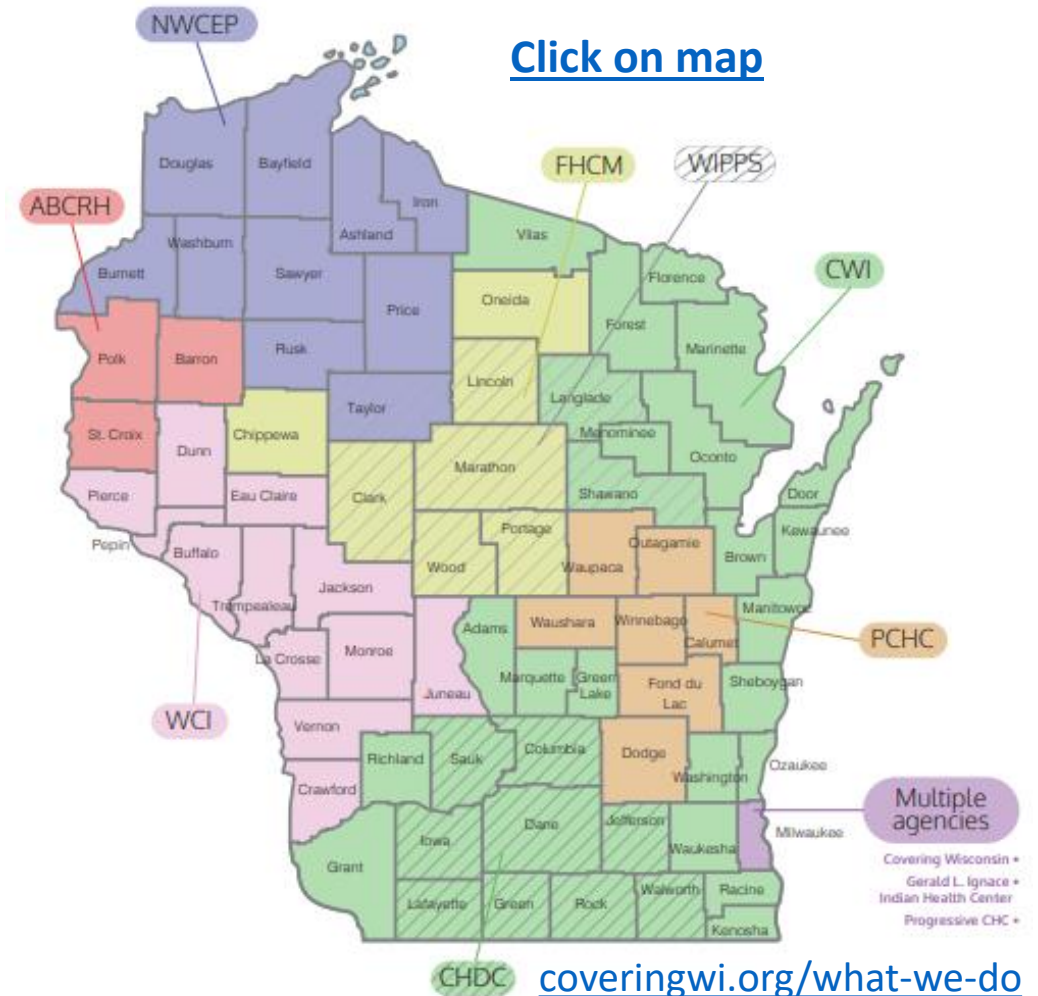 NWCEP
Click on map
FHCM
WIPPS
ABCRH
CWI
Douglas
Bayfield
Iron
Ashland
Vilas
Washburn
Burnett
Sawyer
Florence
Price
Oneida
Forest
Marinette
Polk
Barron
Rusk
Lincoln
Langlade
Taylor
Menominee
St. Croix
Chippewa
Dunn
Oconto
Marathon
Pierce
Eau Claire
Clark
Shawano
Door
Pepin
Buffalo
Portage
Outagamie
Kewaunee
Brown
Wood
Waupaca
Jackson
Trempealeau
Manitowoc
Adams
Waushara
Winnebago
Calumet
PCHC
Monroe
La Crosse
Marquette
Green
Lake
Fond du
Lac
Sheboygan
Juneau
WCI
Vernon
Richland
Sauk
Columbia
Dodge
Washington
Ozaukee
Crawford
Multiple
agencies
Iowa
Dane
Jefferson
Waukesha
Milwaukee
Covering Wisconsin •
Gerald L. Ignace •
Indian Health Center
Progressive CHC •
Grant
Lafayette
Green
Rock
Walworth
Racine
Kenosha
CHDC
coveringwi.org/what-we-do